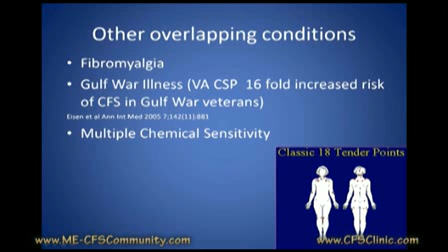 Other overlapping conditions
• Fibromyalgia
• Gulf War Illness (VA CSP 16 fold increased risk
of CFS in Gulf War veterans)
Eisen et al Ann Int Med 2005 7;142(11):881
• Multiple Chemical Sensitivity
Classic 18 Tender Points
www.ME-CFSCommunity.com
www.CFSClinic.com